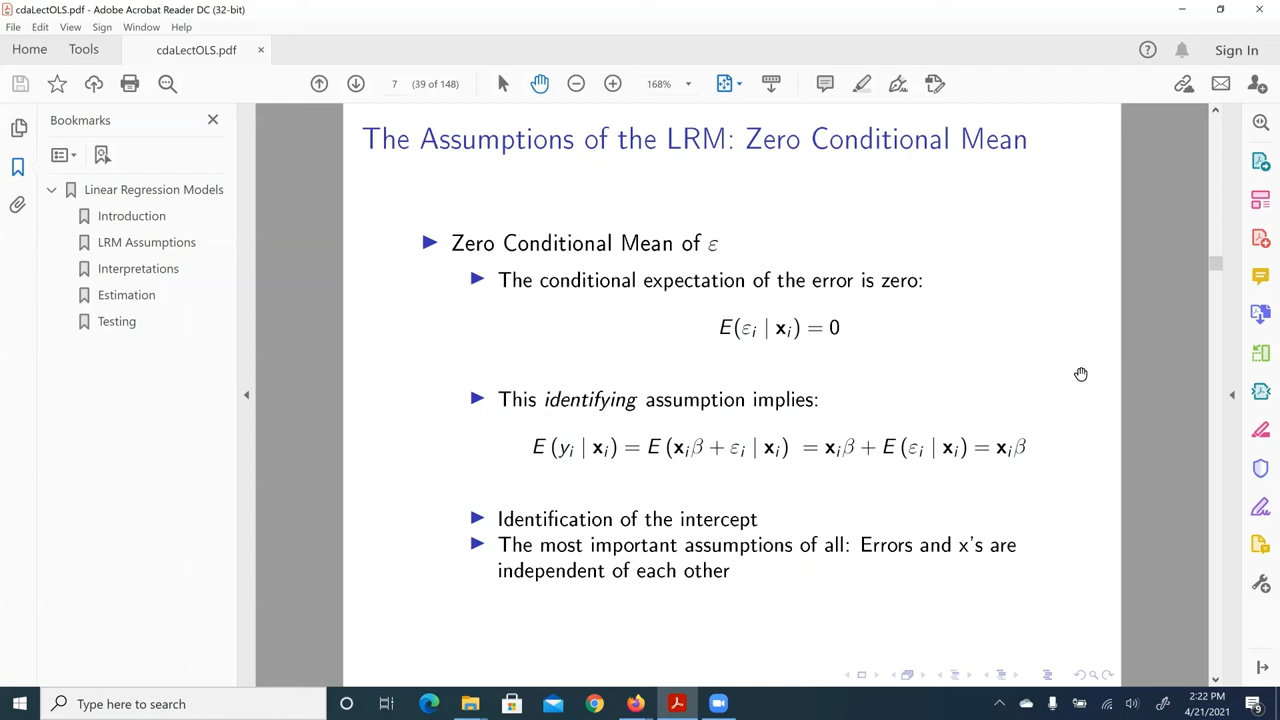 cdaLectOLS.pdf - Adobe Acrobat Reader DC (32-bit)
File Edit View Sign Window Help
Home Tools cdaLectOLS.pdf × Sign In
7 (39 of 148) 168%
Bookmarks
Linear Regression Models
Introduction
LRM Assumptions
Interpretations
Estimation
Testing
The Assumptions of the LRM: Zero Conditional Mean
▶ Zero Conditional Mean of ε
▶ The conditional expectation of the error is zero:
E(εᵢ | xᵢ) = 0
▶ This identifying assumption implies:
E (yᵢ | xᵢ) = E (xᵢβ + εᵢ | xᵢ) = xᵢβ + E (εᵢ | xᵢ) = xᵢβ
▶ Identification of the intercept
▶ The most important assumptions of all: Errors and x's are
independent of each other
Type here to search
2:22 PM
4/21/2021
9